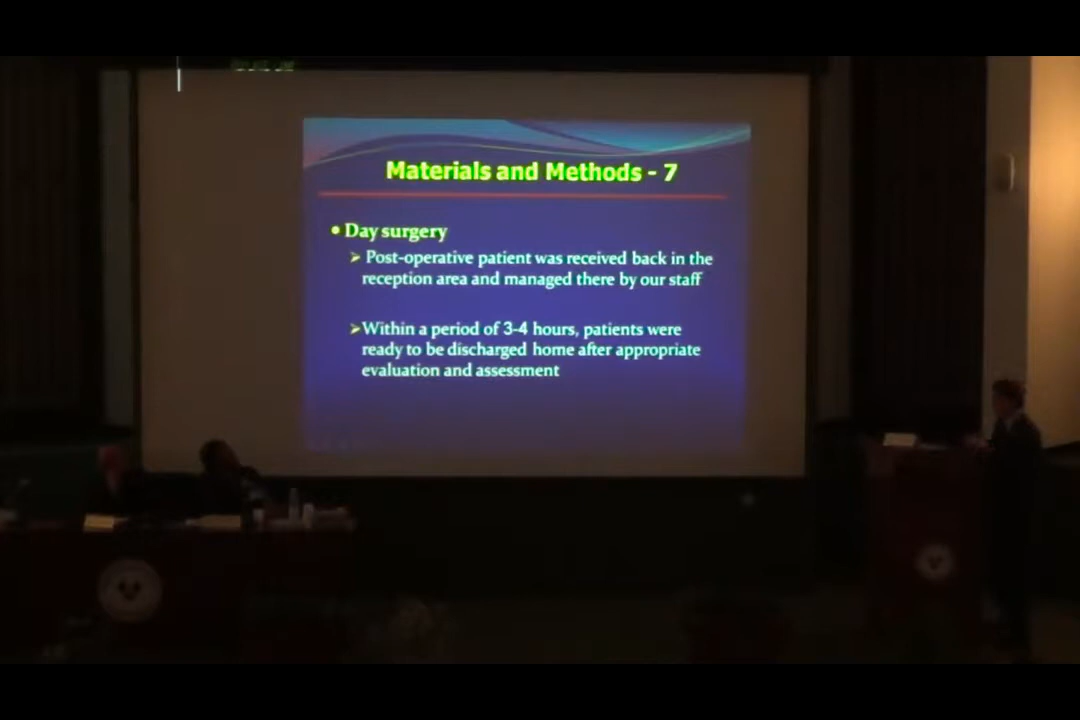 Materials and Methods - 7
• Day surgery
➢ Post-operative patient was received back in the
reception area and managed there by our staff
➢Within a period of 3-4 hours, patients were
ready to be discharged home after appropriate
evaluation and assessment